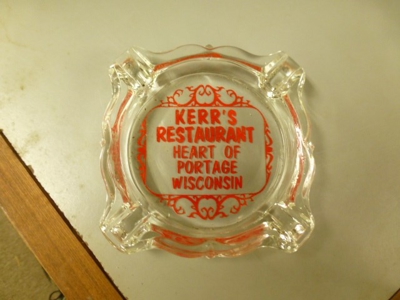 KERR'S
RESTAURANT
HEART OF
PORTAGE
WISCONSIN